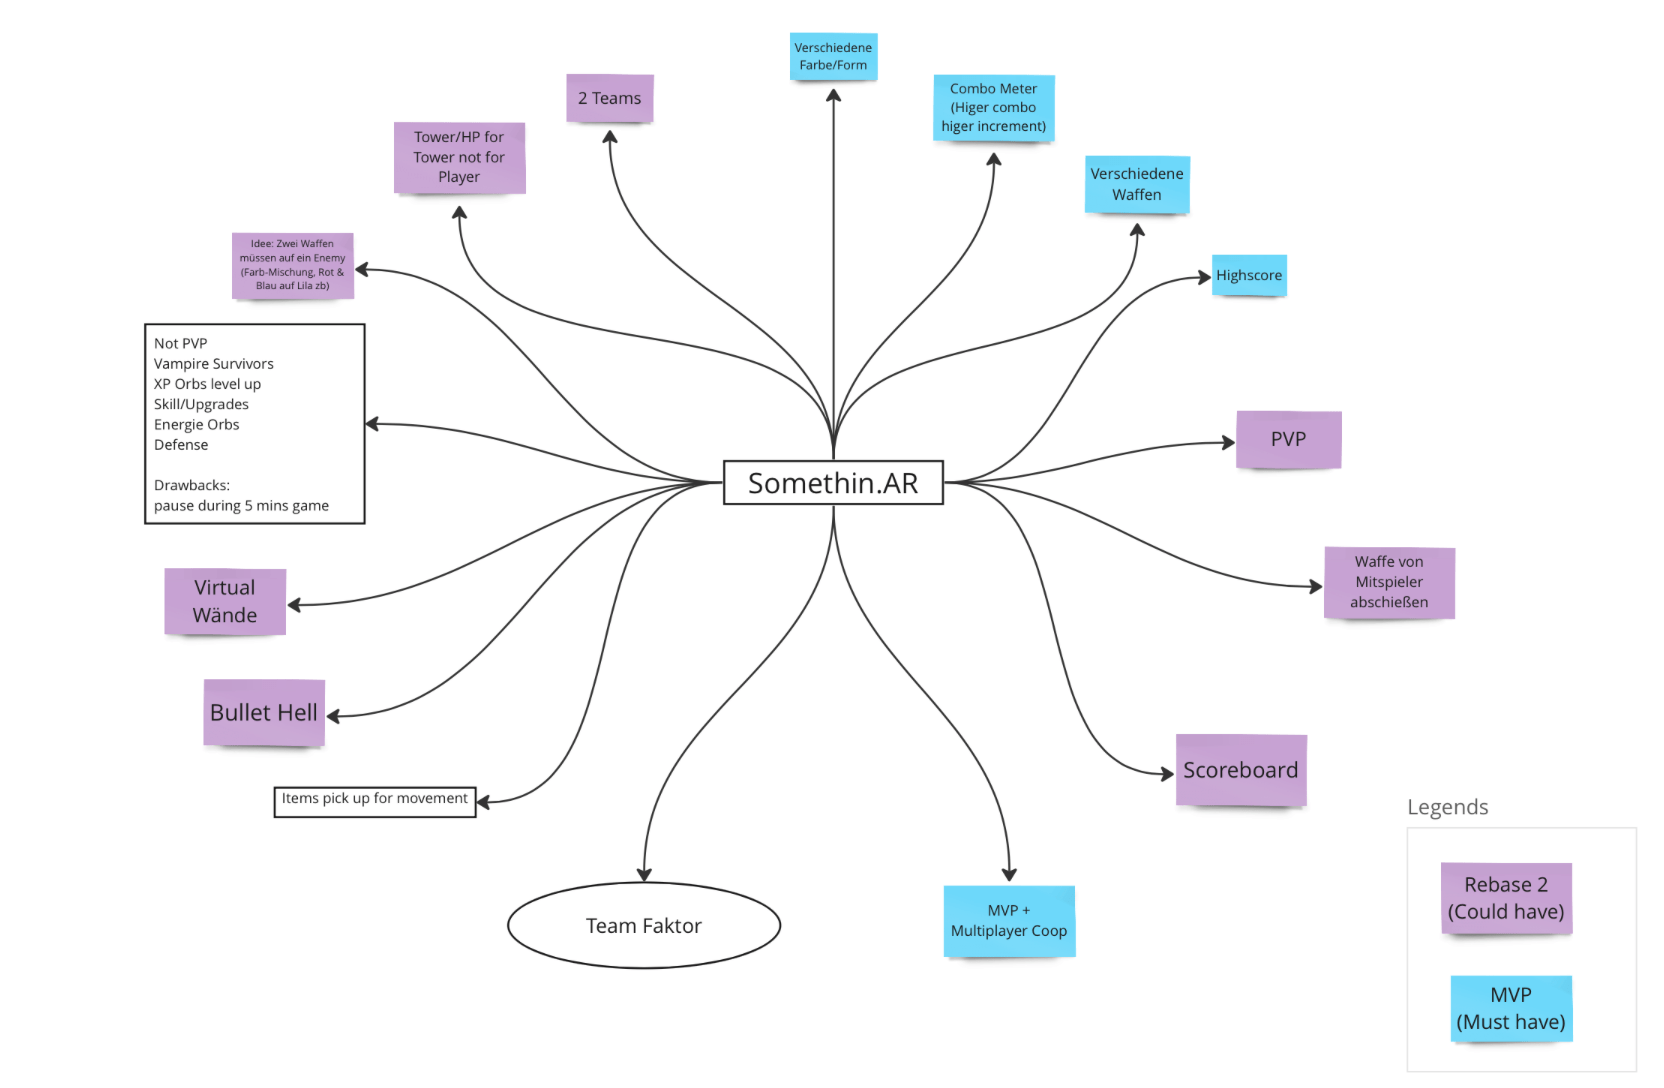 Verschiedene
Farbe/Form
2 Teams
Combo Meter
(Higer combo
higer increment)
Tower/HP for
Tower not for
Player
Verschiedene
Waffen
Idee: Zwei Waffen
müssen auf ein Enemy
(Farb-Mischung, Rot &
Blau auf Lila zb)
Highscore
Not PVP
Vampire Survivors
XP Orbs level up
Skill/Upgrades
Energie Orbs
Defense
Drawbacks:
pause during 5 mins game
PVP
Somethin.AR
Waffe von
Mitspieler
abschießen
Virtual
Wände
Bullet Hell
Scoreboard
Items pick up for movement
Team Faktor
MVP +
Multiplayer Coop
Legends
Rebase 2
(Could have)
MVP
(Must have)